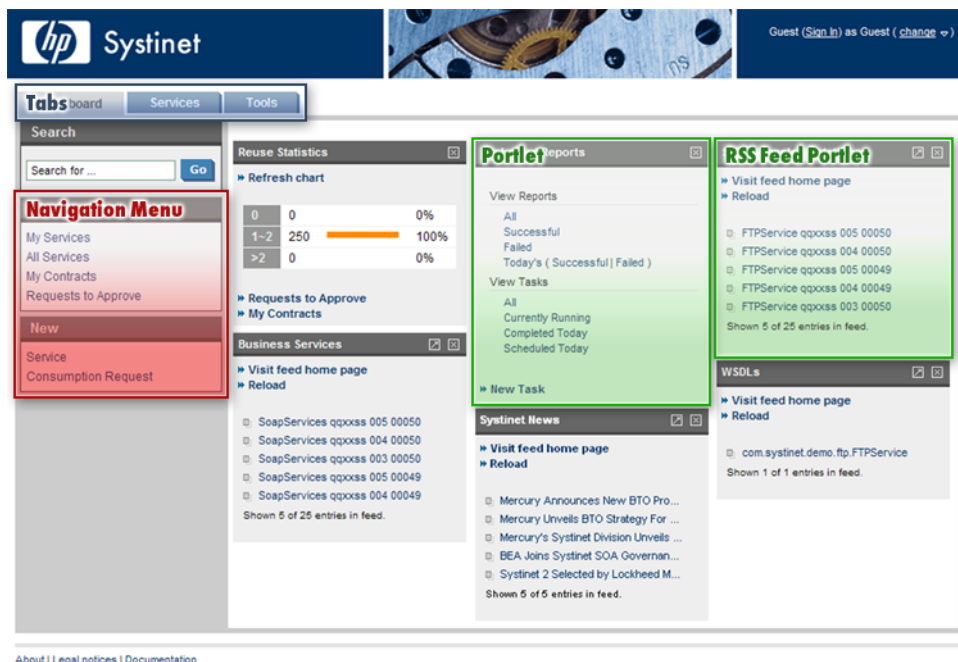 hp Systinet
Guest (Sign In) as Guest ( change )
Tabs board Services Tools
Search
Search for ... Go
Navigation Menu
My Services
All Services
My Contracts
Requests to Approve
New
Service
Consumption Request
Reuse Statistics
Refresh chart
0 0 0%
1~2 250 100%
>2 0 0%
Requests to Approve
My Contracts
Business Services
Visit feed home page
Reload
SoapServices qqxxss 005 00050
SoapServices qqxxss 004 00050
SoapServices qqxxss 003 00050
SoapServices qqxxss 005 00049
SoapServices qqxxss 004 00049
Shown 5 of 25 entries in feed.
Portlet Reports
View Reports
All
Successful
Failed
Today's ( Successful | Failed )
View Tasks
All
Currently Running
Completed Today
Scheduled Today
New Task
Systinet News
Visit feed home page
Reload
Mercury Announces New BTO Pro...
Mercury Unveils BTO Strategy For ...
Mercury's Systinet Division Unveils ...
BEA Joins Systinet SOA Governan...
Systinet 2 Selected by Lockheed M...
Shown 5 of 5 entries in feed.
RSS Feed Portlet
Visit feed home page
Reload
FTPService qqxxss 005 00050
FTPService qqxxss 004 00050
FTPService qqxxss 005 00049
FTPService qqxxss 004 00049
FTPService qqxxss 003 00050
Shown 5 of 25 entries in feed.
WSDLs
Visit feed home page
Reload
com.systinet.demo.ftp.FTPService
Shown 1 of 1 entries in feed.
About | Legal notices | Documentation